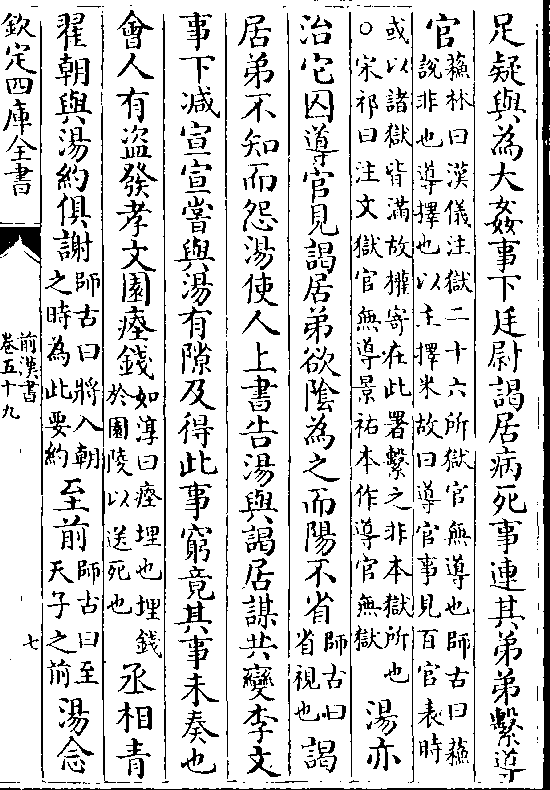 足疑與為大姦事下廷尉謁居病死事連其弟弟繫導
官蘇林曰漢儀注獄二十六所獄官無導也師古曰蘇說非也導擇也以主擇米故曰導官事見百官表時
或以諸獄皆滿故權寄在此署繫之非本獄所也○宋祁曰注文獄官無導景祐本作導官無獄湯亦
治它囚導官見謁居弟欲隂為之而陽不省師古曰省視也謁
居弟不知而怨湯使人上書告湯與謁居謀共變李文
事下減宣宣嘗與湯有隙及得此事窮竟其事未奏也
會人有盜發孝文園瘞錢如淳曰瘞埋也埋錢於園陵以送死也丞相青
翟朝與湯約俱謝師古曰將入朝之時為此要約至前師古曰至天子之前湯念
欽定四庫全書
前漢書
卷五十九
七